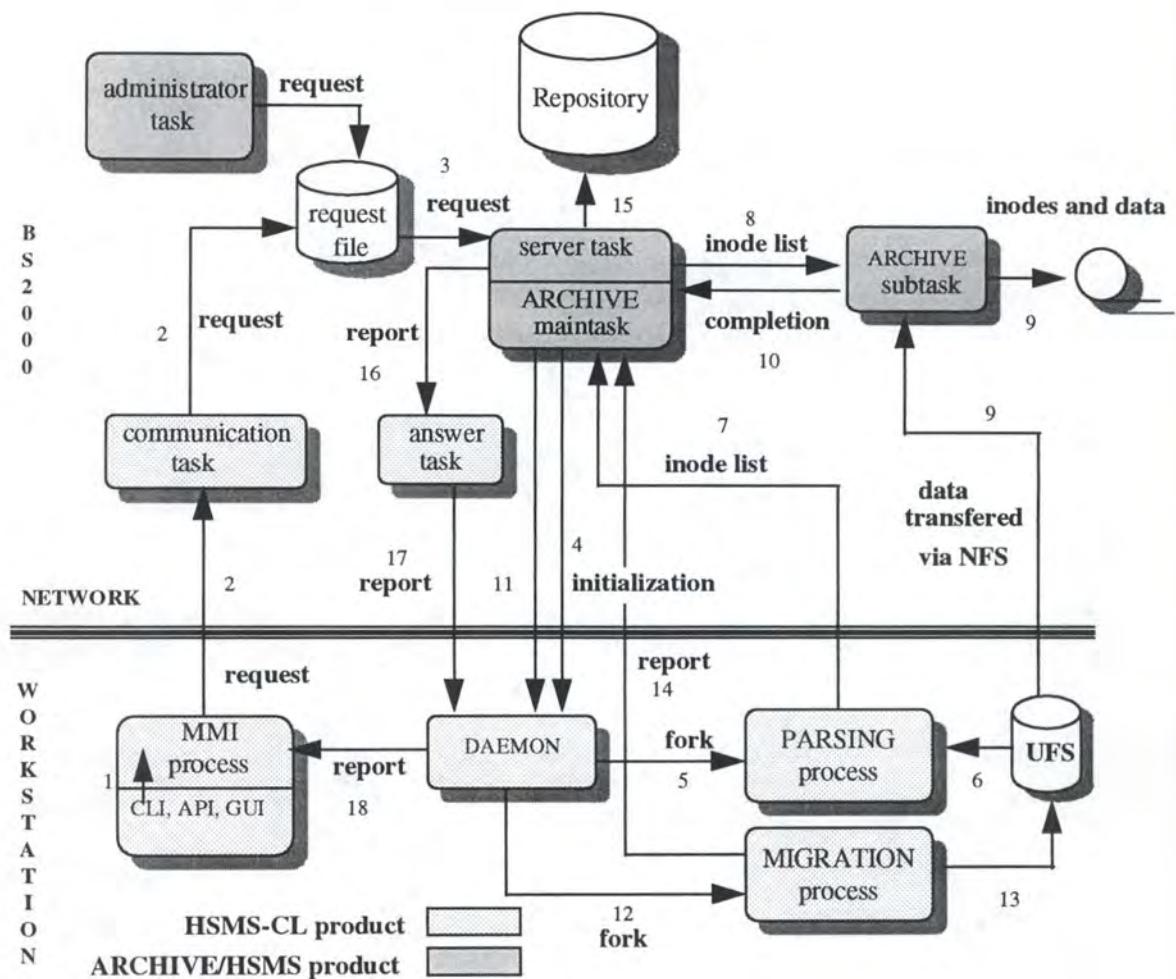 administrator
task
request
Repository
3
request
request
file
15
8
inode list
inodes and data
server task
ARCHIVE
maintask
ARCHIVE
subtask
BS2000
2
request
report
completion
9
16
10
communication
task
answer
task
7
9
inode list
data
transfered
via NFS
17
report
4
11
initialization
2
NETWORK
WORKSTATION
request
report
14
MMI
process
DAEMON
fork
PARSING
process
UFS
report
5
6
1
CLI, API, GUI
18
MIGRATION
process
13
12
fork
HSMS-CL product
ARCHIVE/HSMS product